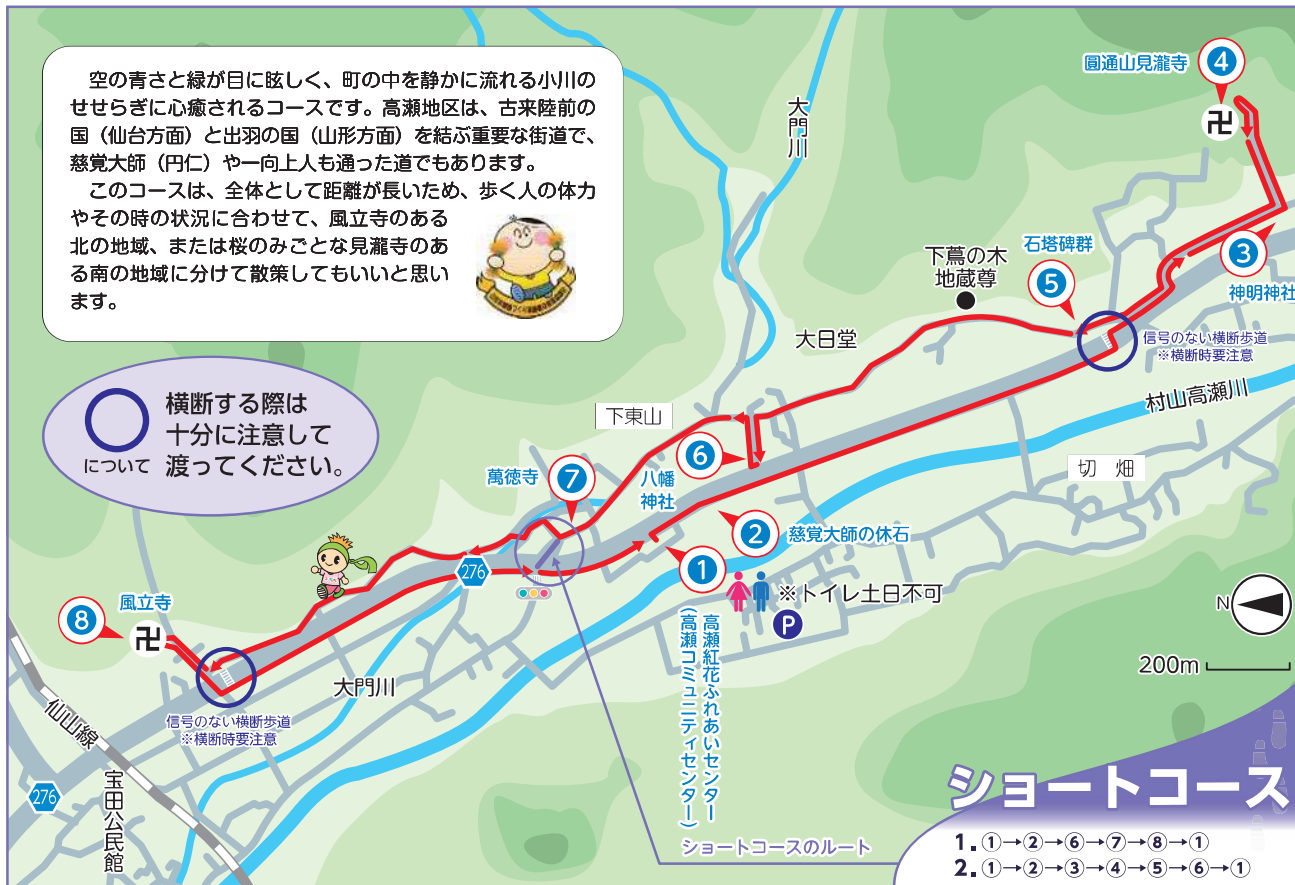 空の青さと緑が目に眩しく、町の中を静かに流れる小川の
せせらぎに心癒されるコースです。高瀬地区は、古来陸前の
国（仙台方面）と出羽の国（山形方面）を結ぶ重要な街道で、
慈覚大師（円仁）や一向上人も通った道でもあります。
このコースは、全体として距離が長いため、歩く人の体力
やその時の状況に合わせて、風立寺のある
北の地域、または桜のみごとな見瀧寺のあ
る南の地域に分けて散策してもいいと思い
ます。
横断する際は
十分に注意して
渡ってください。
について
圓通山見瀧寺
4
卍
大門川
石塔碑群
5
下蔦の木
地蔵尊
3
神明神社
大日堂
信号のない横断歩道
※横断時要注意
村山高瀬川
下東山
6
切畑
萬徳寺
7
八幡
神社
2
慈覚大師の休石
1
※トイレ土日不可
P
高瀬紅花ふれあいセンター
（高瀬コミュニティセンター）
276
風立寺
8
卍
大門川
信号のない横断歩道
※横断時要注意
仙山線
276
宝田公民館
N
200m
ショートコースのルート
ショートコース
1. ①→②→⑥→⑦→⑧→①
2. ①→②→③→④→⑤→⑥→①